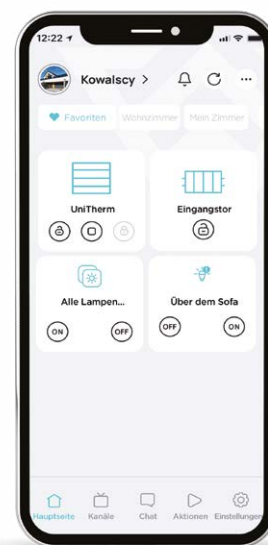 12:22
Kowalscy >
Favoriten Wohnzimmer Mein Zimmer
UniTherm Eingangstor
Alle Lampen... Über dem Sofa
ON OFF OFF ON
Hauptseite Kanäle Chat Aktionen Einstellungen